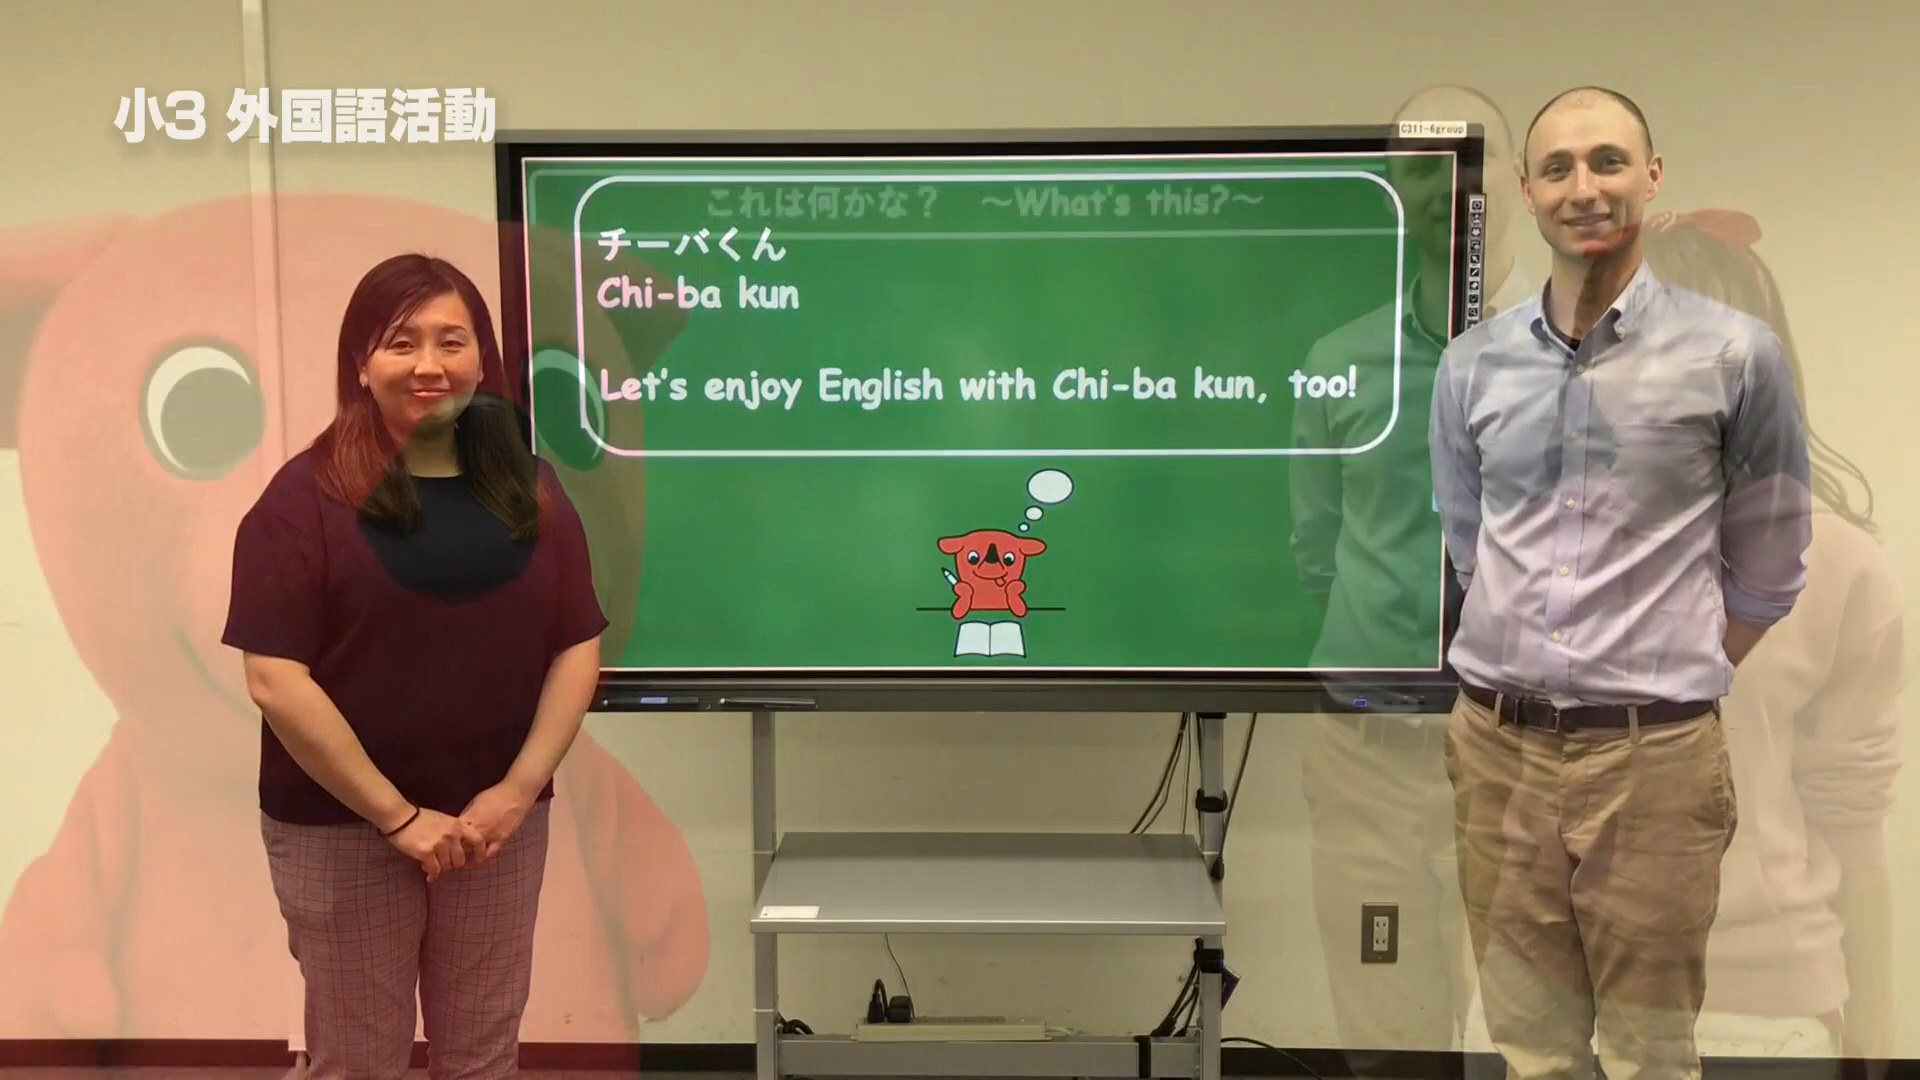 小3 外国語活動
C311-6group
これは何かな？ ～What's this?～
チーバくん
Chi-ba kun
Let's enjoy English with Chi-ba kun, too!